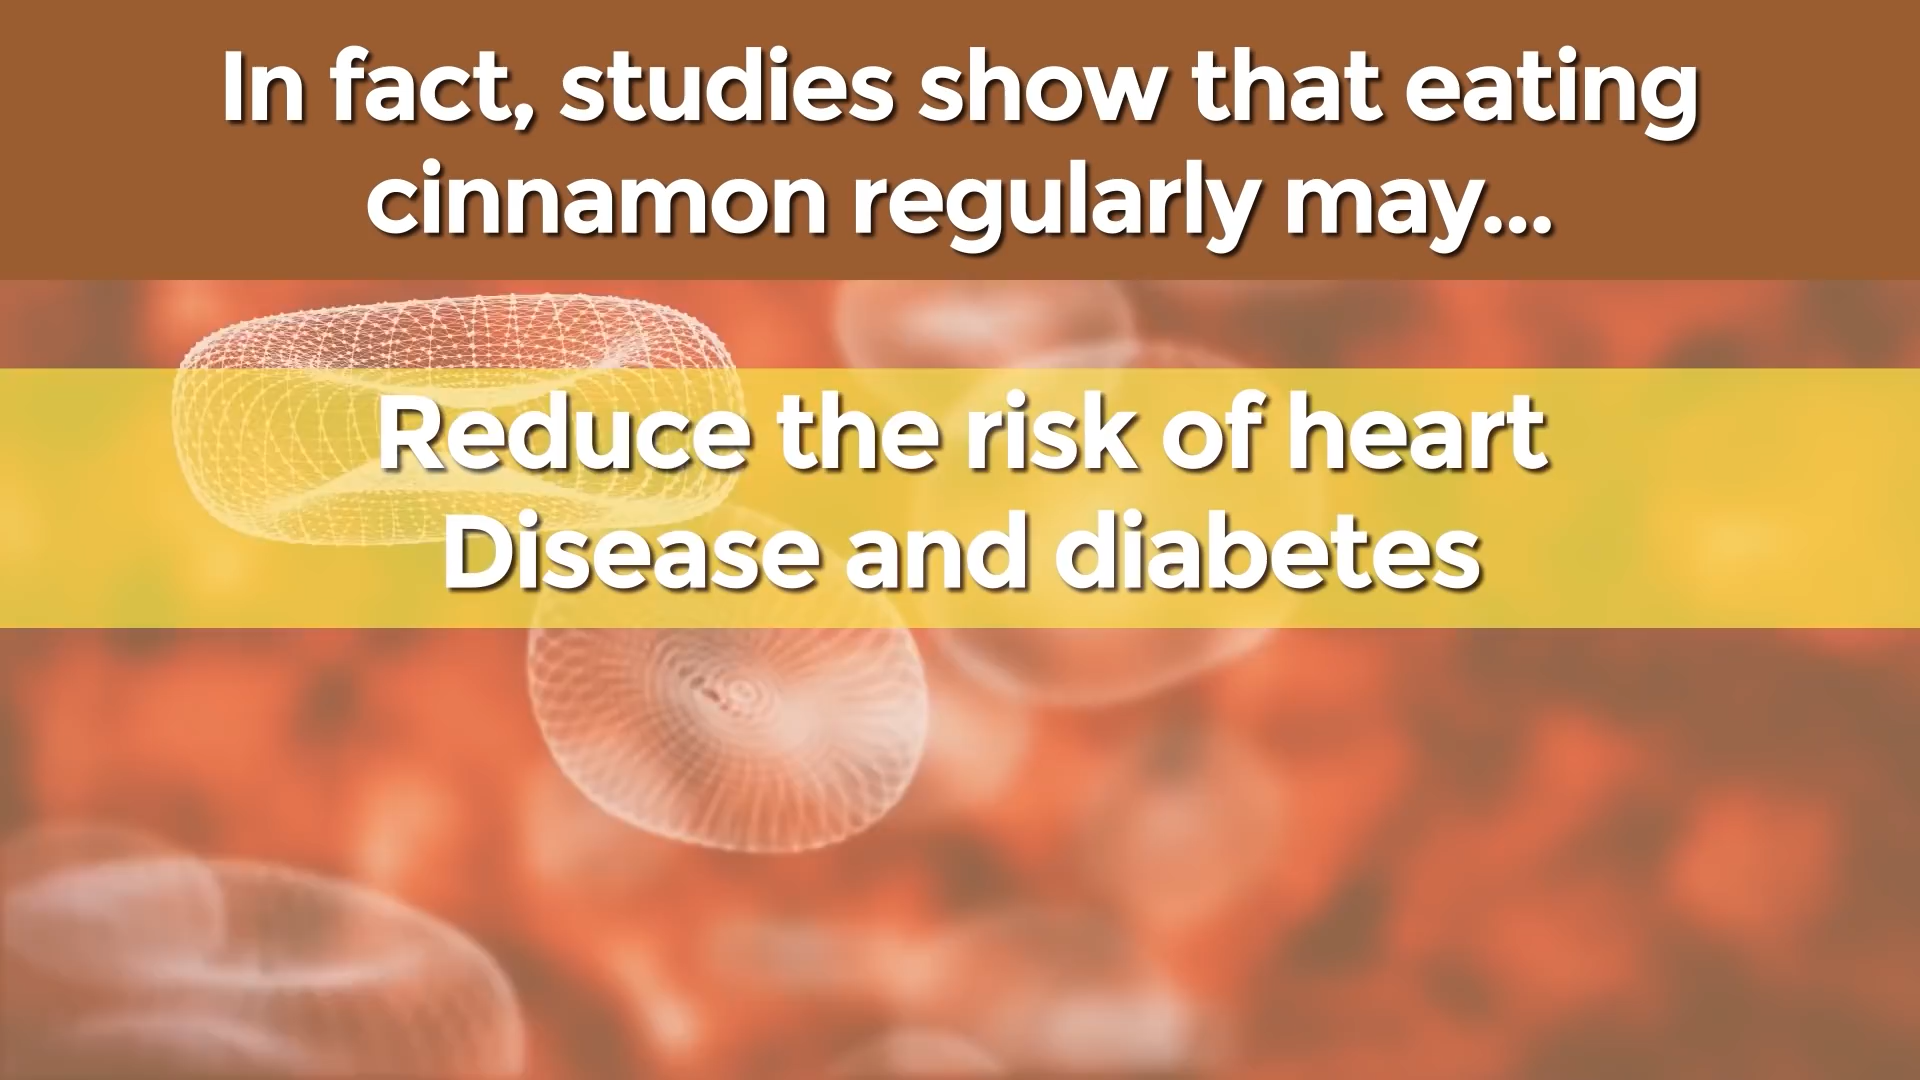 In fact, studies show that eating
cinnamon regularly may...
Reduce the risk of heart
Disease and diabetes